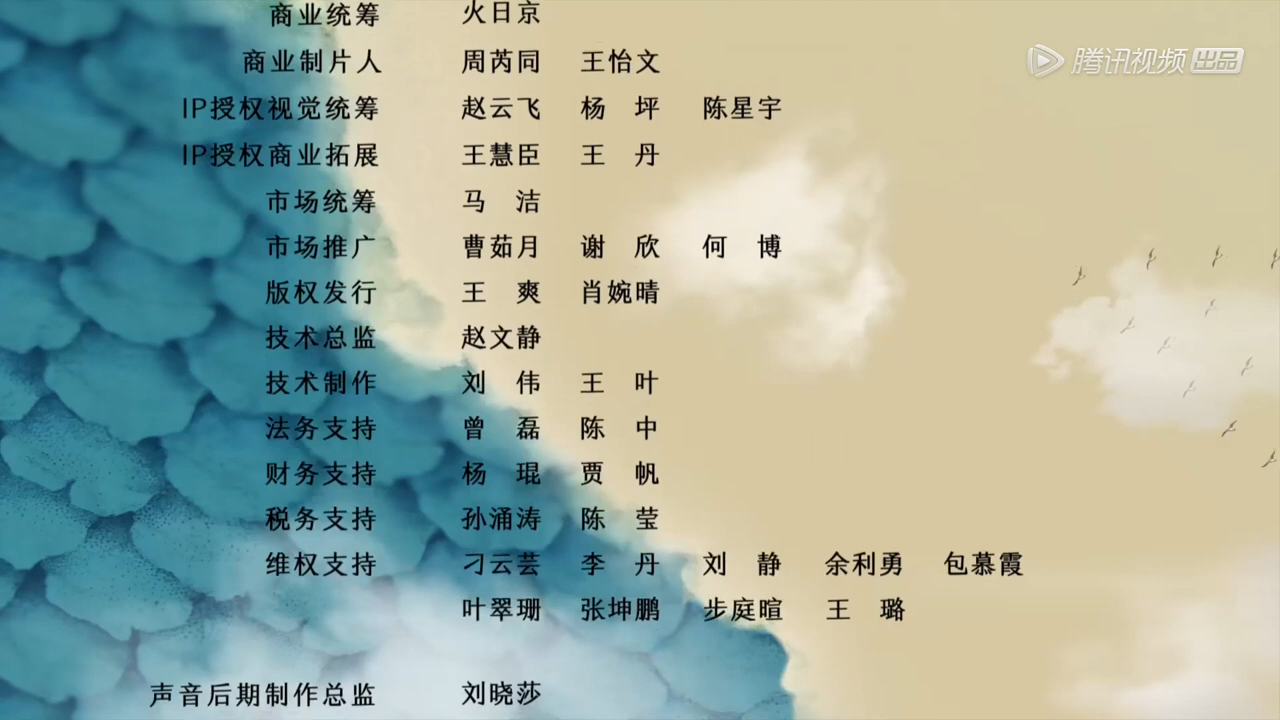 商业统筹 火日京
腾讯视频 出品
商业制片人 周芮同 王怡文
IP授权视觉统筹 赵云飞 杨 坪 陈星宇
IP授权商业拓展 王慧臣 王 丹
市场统筹 马 洁
市场推广 曹茹月 谢 欣 何 博
版权发行 王 爽 肖婉晴
技术总监 赵文静
技术制作 刘 伟 王 叶
法务支持 曾 磊 陈 中
财务支持 杨 琨 贾 帆
税务支持 孙涌涛 陈 莹
维权支持 刁云芸 李 丹 刘 静 余利勇 包慕霞
叶翠珊 张坤鹏 步庭暄 王 璐
声音后期制作总监 刘晓莎